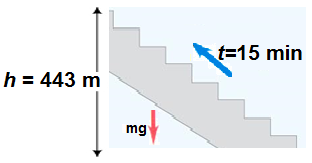 t=15 min
h = 443 m
mg